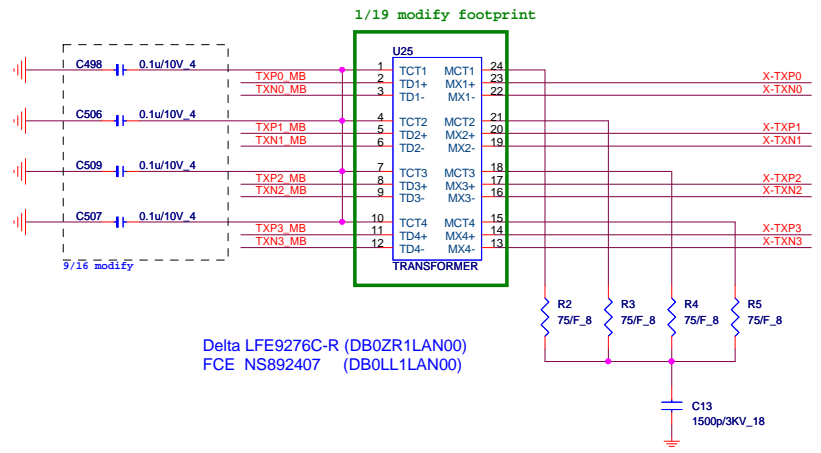 1/19 modify footprint
U25
C498 0.1u/10V_4
TXP0_MB
TXN0_MB
1 TCT1 MCT1 24
2 TD1+ MX1+ 23
3 TD1- MX1- 22
X-TXP0
X-TXN0
C506 0.1u/10V_4
TXP1_MB
TXN1_MB
4 TCT2 MCT2 21
5 TD2+ MX2+ 20
6 TD2- MX2- 19
X-TXP1
X-TXN1
C509 0.1u/10V_4
TXP2_MB
TXN2_MB
7 TCT3 MCT3 18
8 TD3+ MX3+ 17
9 TD3- MX3- 16
X-TXP2
X-TXN2
C507 0.1u/10V_4
TXP3_MB
TXN3_MB
10 TCT4 MCT4 15
11 TD4+ MX4+ 14
12 TD4- MX4- 13
X-TXP3
X-TXN3
TRANSFORMER
9/16 modify
R2
75/F_8
R3
75/F_8
R4
75/F_8
R5
75/F_8
Delta LFE9276C-R (DB0ZR1LAN00)
FCE NS892407 (DB0LL1LAN00)
C13
1500p/3KV_18